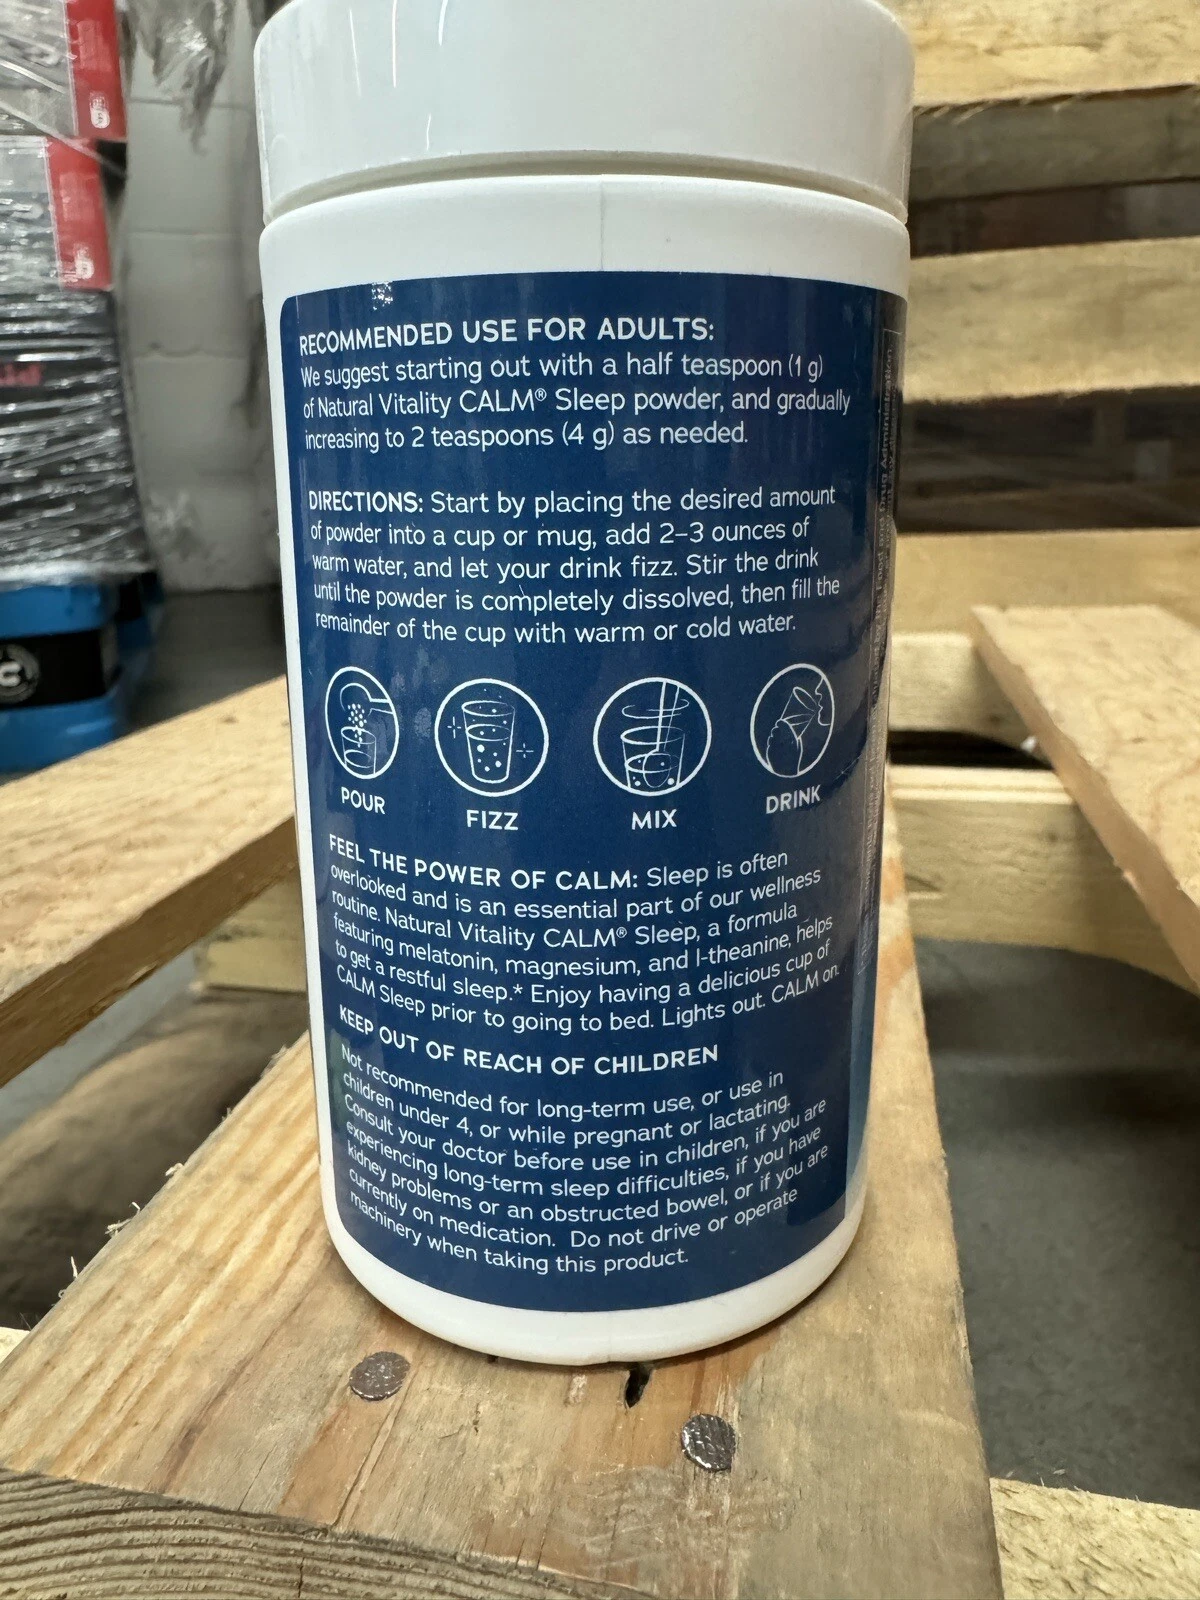 RECOMMENDED USE FOR ADULTS:
We suggest starting out with a half teaspoon (1 g)
of Natural Vitality CALM® Sleep powder, and gradually
increasing to 2 teaspoons (4 g) as needed.
DIRECTIONS: Start by placing the desired amount
of powder into a cup or mug, add 2–3 ounces of
warm water, and let your drink fizz. Stir the drink
until the powder is completely dissolved, then fill the
remainder of the cup with warm or cold water.
POUR
FIZZ
MIX
DRINK
FEEL THE POWER OF CALM: Sleep is often
overlooked and is an essential part of our wellness
routine. Natural Vitality CALM® Sleep, a formula
featuring melatonin, magnesium, and l-theanine, helps
to get a restful sleep.* Enjoy having a delicious cup of
CALM Sleep prior to going to bed. Lights out. CALM on.
KEEP OUT OF REACH OF CHILDREN
Not recommended for long-term use, or use in
children under 4, or while pregnant or lactating.
Consult your doctor before use in children, if you are
experiencing long-term sleep difficulties, if you have
kidney problems or an obstructed bowel, or if you are
currently on medication. Do not drive or operate
machinery when taking this product.
Food and Drug Administration